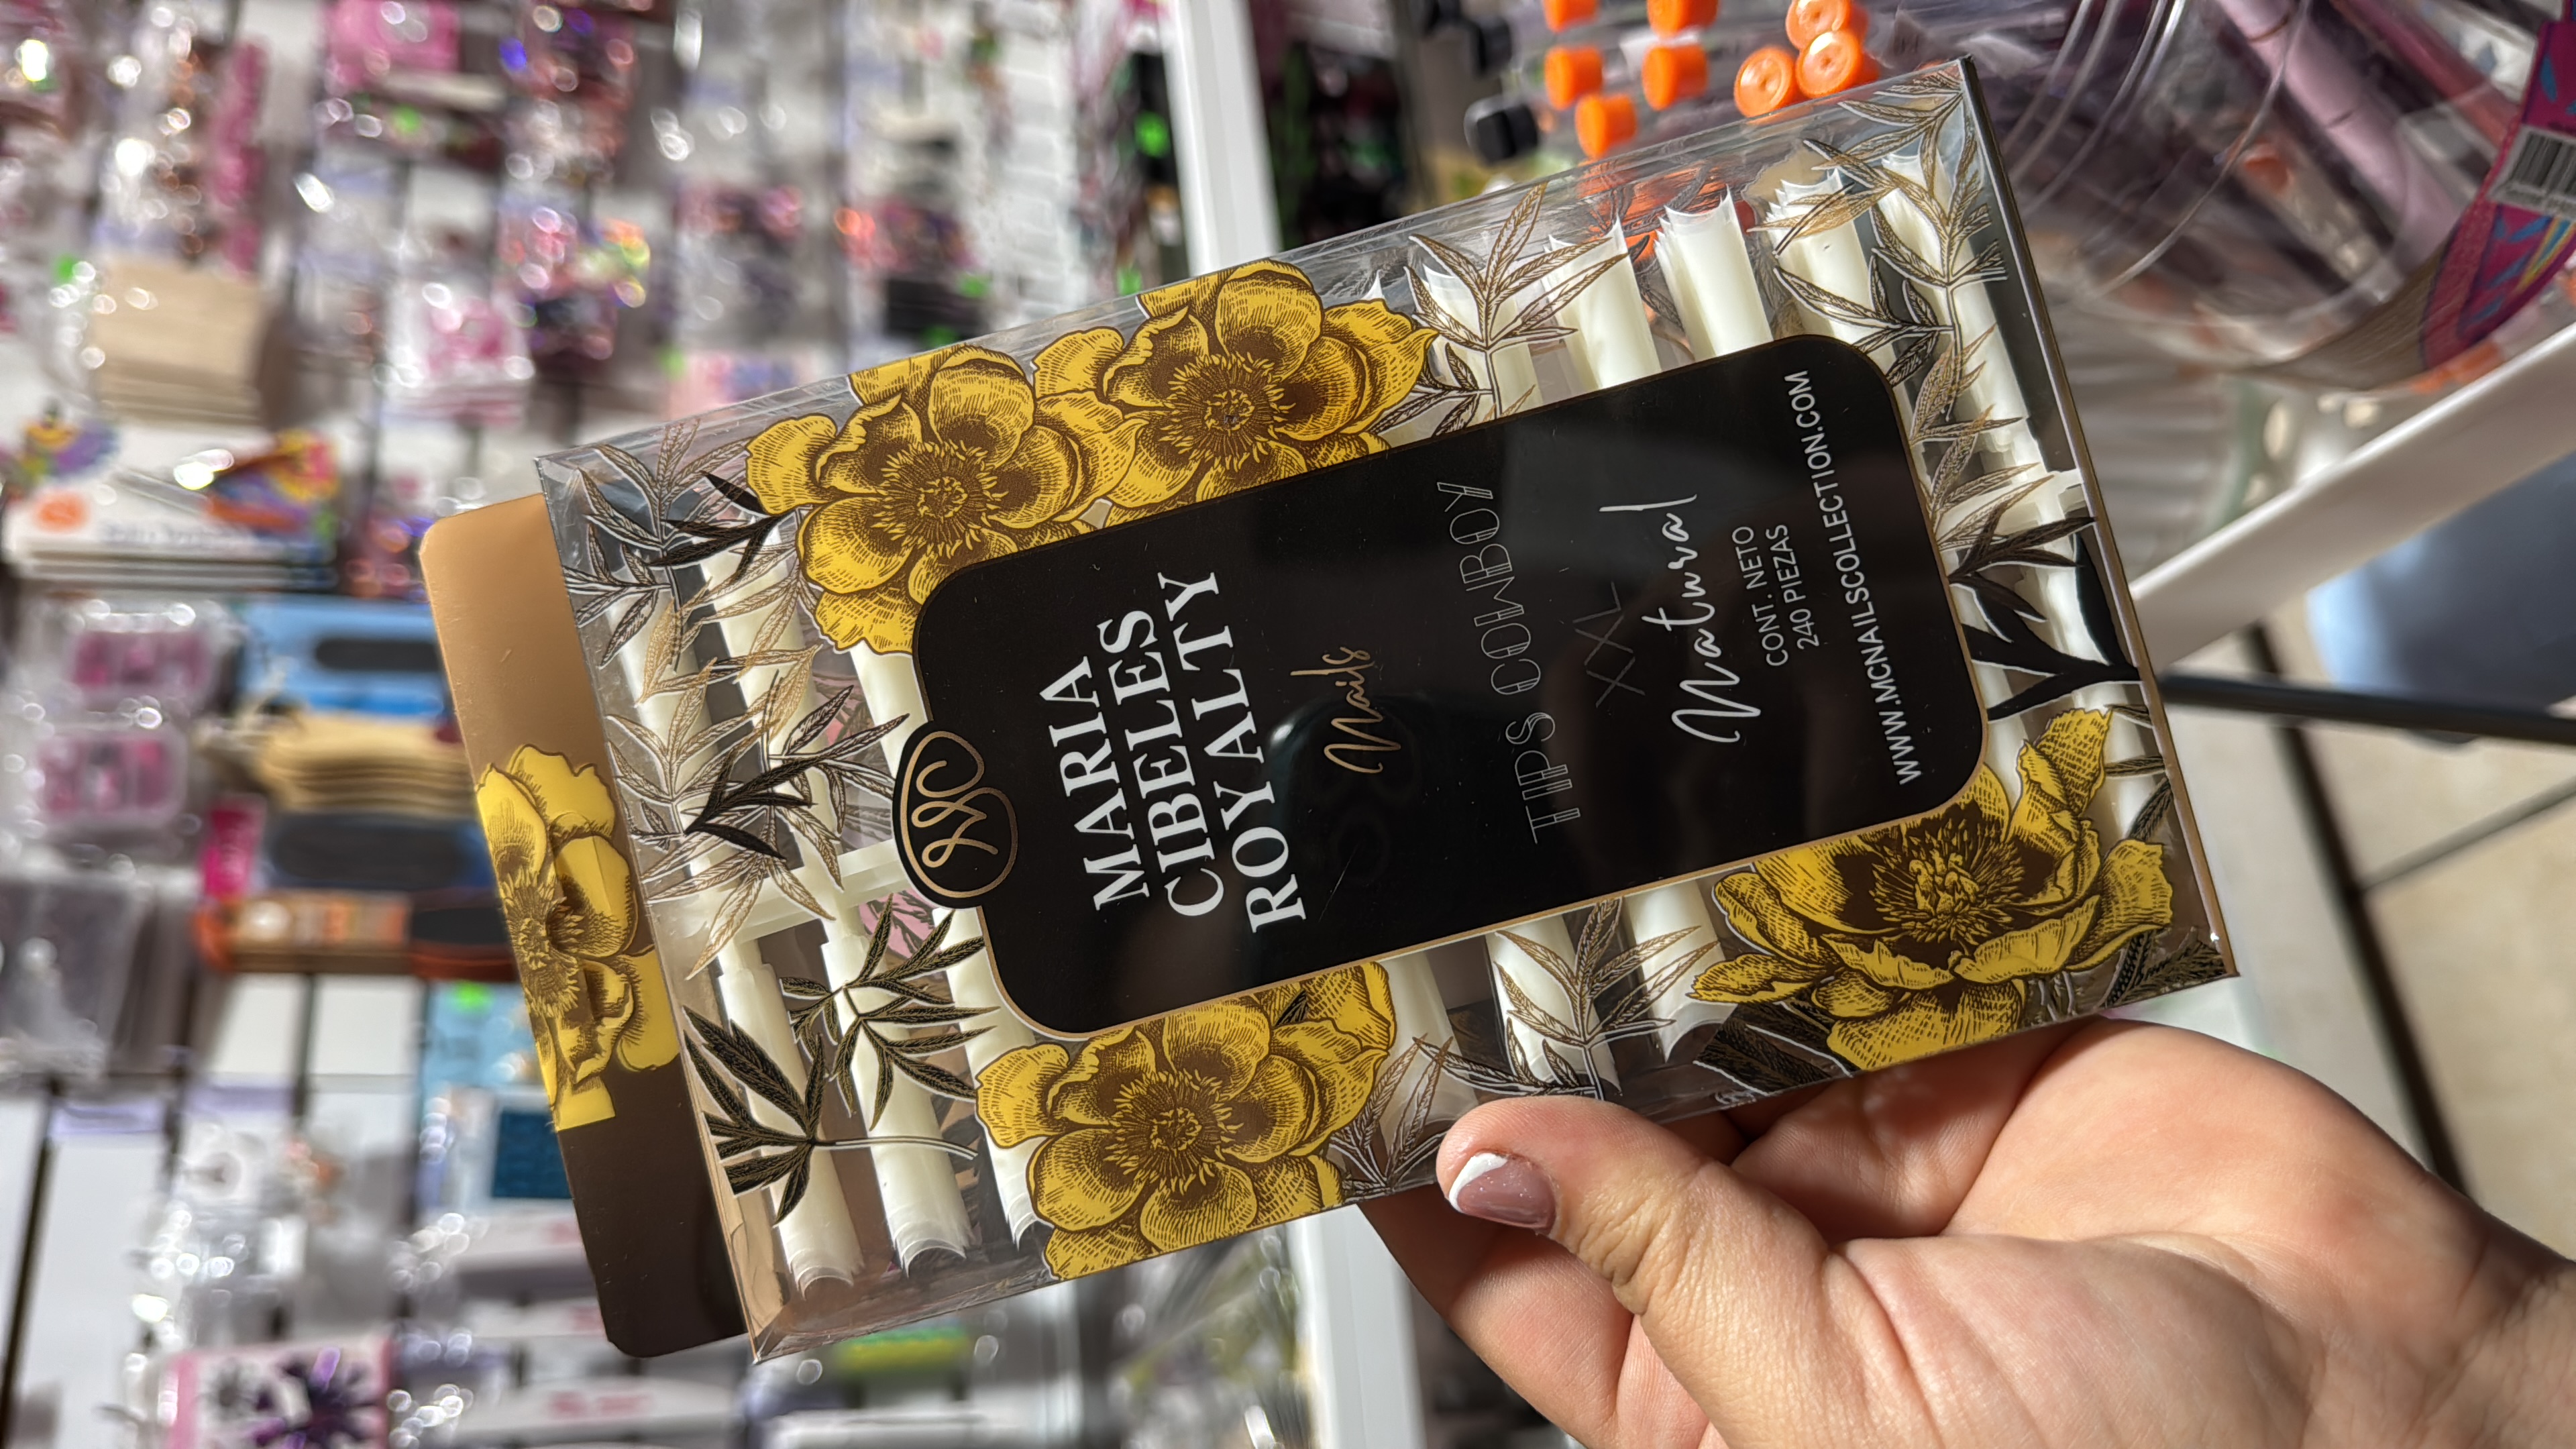 MARIA
CIBELES
ROYALTY
Nails
TIPS COWBOY
XXL
Natural
CONT. NETO
240 PIEZAS
WWW.MCNAILSCOLLECTION.COM